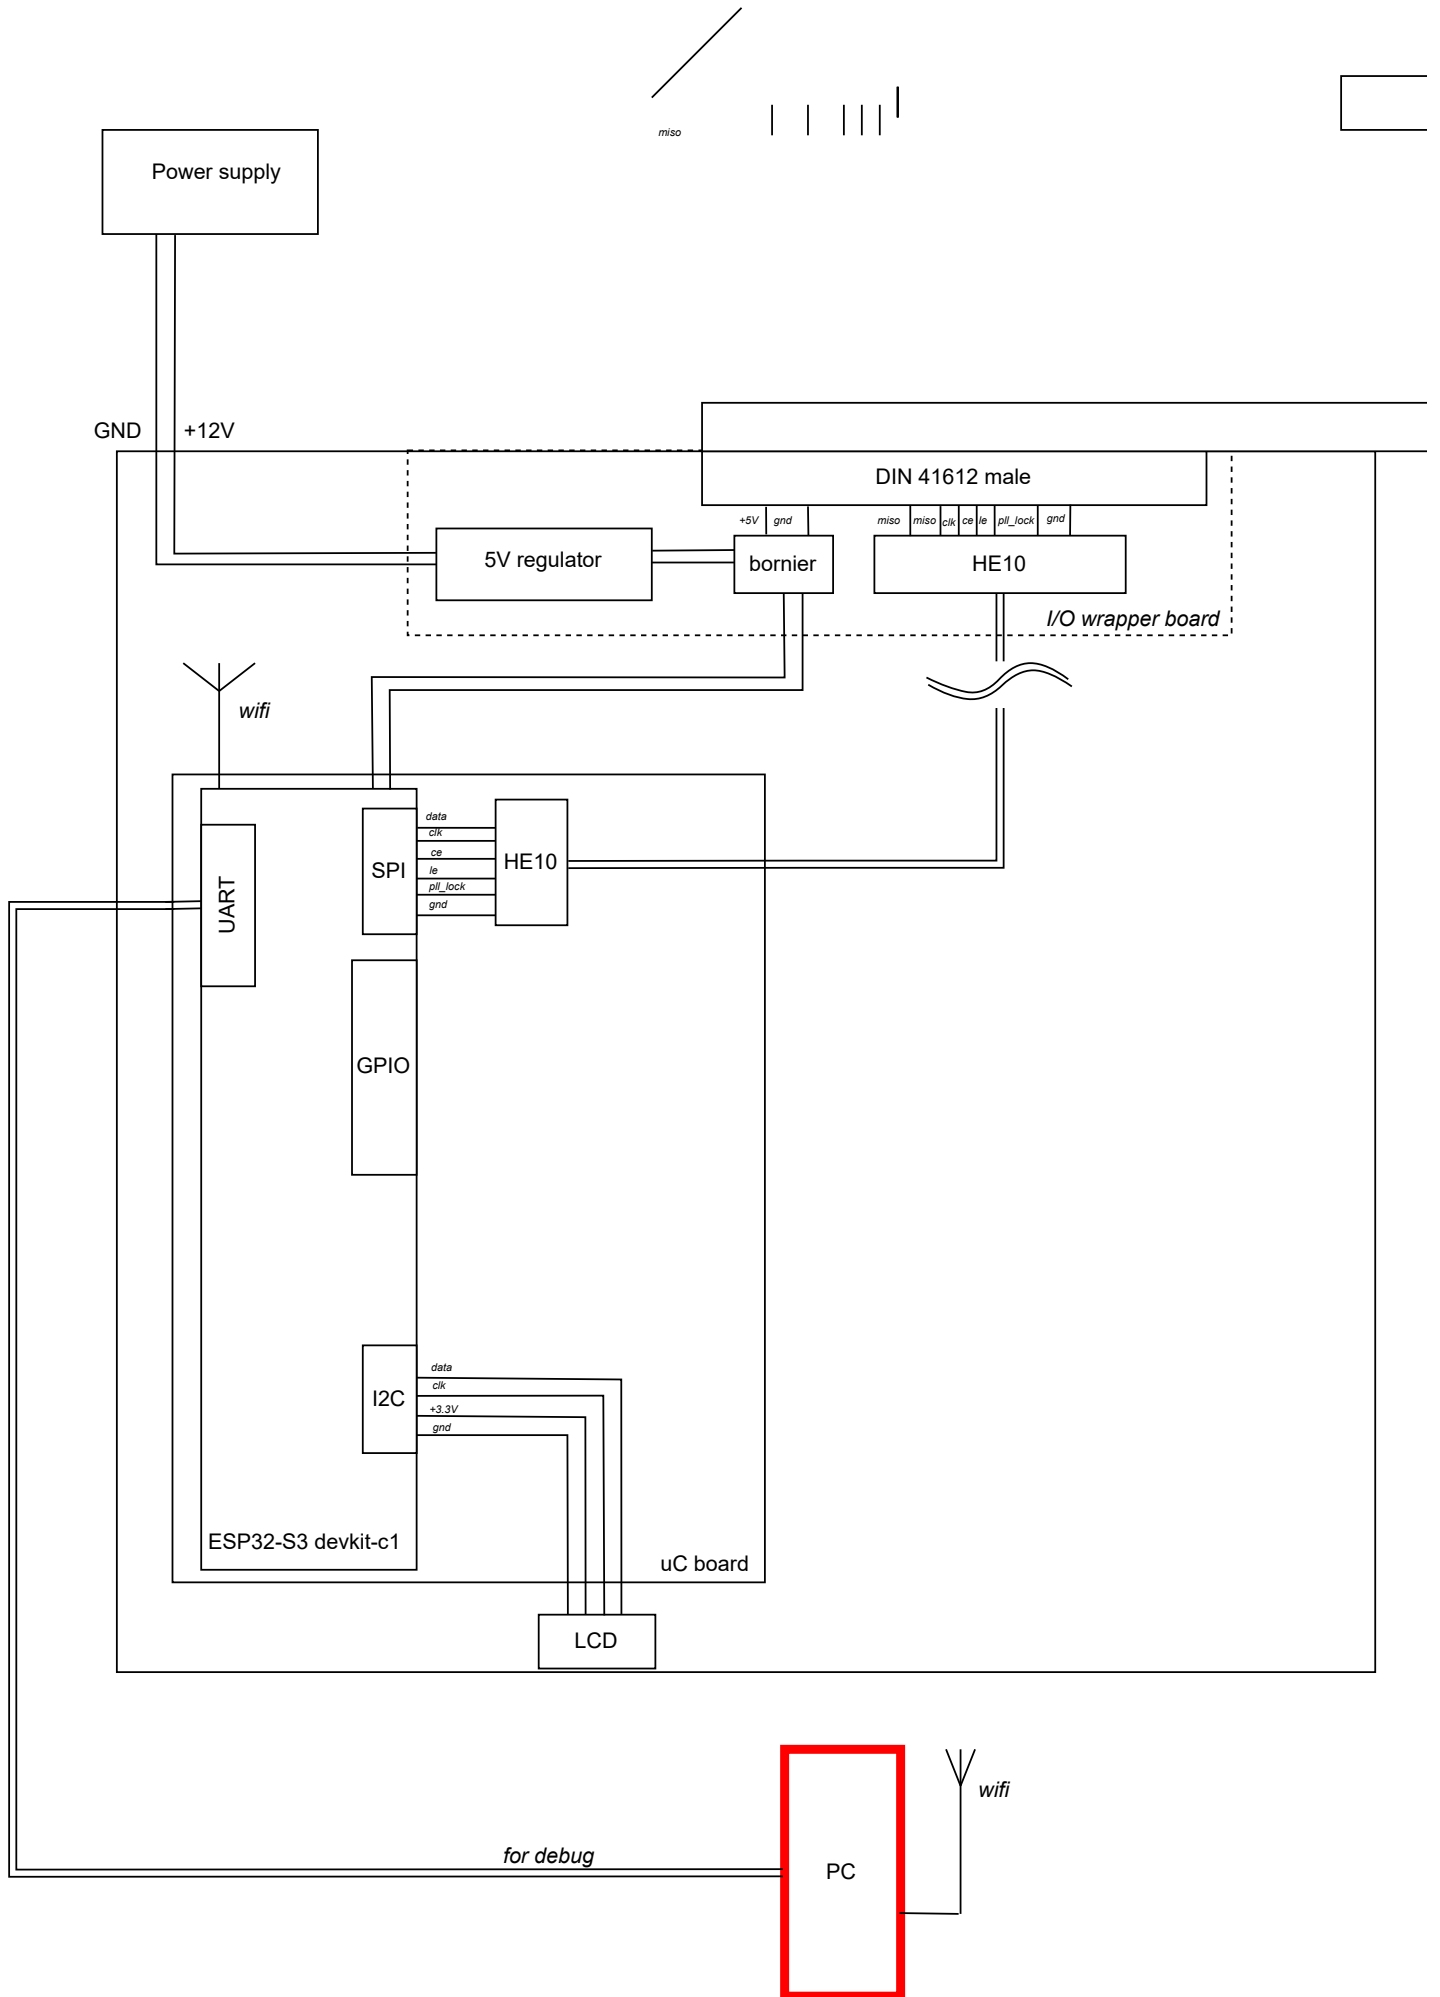 miso
Power supply
GND
+12V
DIN 41612 male
+5V
gnd
miso
miso
clk
ce
le
pll_lock
gnd
5V regulator
bornier
HE10
I/O wrapper board
wifi
data
clk
ce
le
pll_lock
gnd
SPI
HE10
UART
GPIO
data
clk
+3.3V
gnd
I2C
ESP32-S3 devkit-c1
uC board
LCD
wifi
for debug
PC